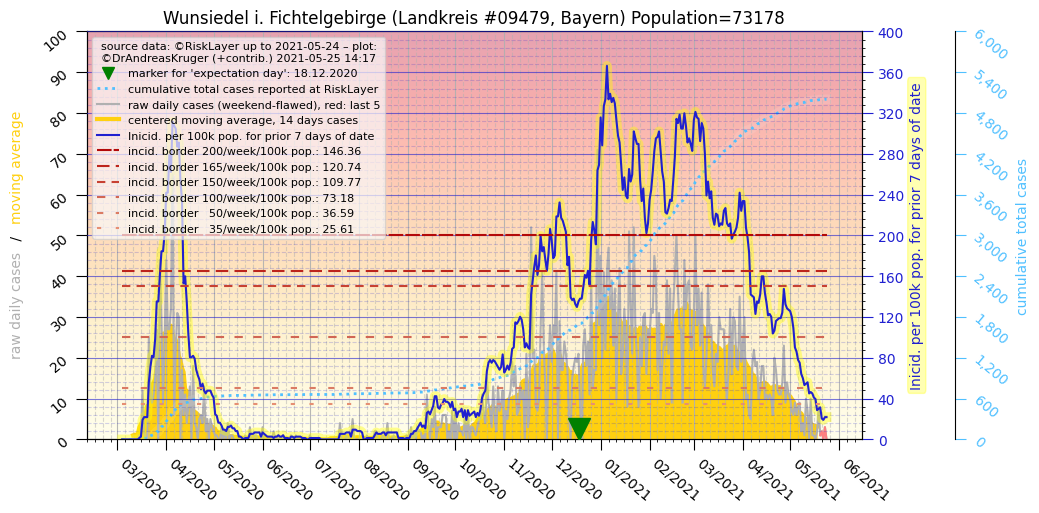 Wunsiedel i. Fichtelgebirge (Landkreis #09479, Bayern) Population=73178
source data: ©RiskLayer up to 2021-05-24 – plot:
©DrAndreasKruger (+contrib.) 2021-05-25 14:17
marker for 'expectation day': 18.12.2020
cumulative total cases reported at RiskLayer
raw daily cases (weekend-flawed), red: last 5
centered moving average, 14 days cases
Inicid. per 100k pop. for prior 7 days of date
incid. border 200/week/100k pop.: 146.36
incid. border 165/week/100k pop.: 120.74
incid. border 150/week/100k pop.: 109.77
incid. border 100/week/100k pop.: 73.18
incid. border   50/week/100k pop.: 36.59
incid. border   35/week/100k pop.: 25.61
raw daily cases / moving average
100
90
80
70
60
50
40
30
20
10
0
03/2020
04/2020
05/2020
06/2020
07/2020
08/2020
09/2020
10/2020
11/2020
12/2020
01/2021
02/2021
03/2021
04/2021
05/2021
06/2021
400
360
320
280
240
200
160
120
80
40
0
Inicid. per 100k pop. for prior 7 days of date
6,000
5,400
4,800
4,200
3,600
3,000
2,400
1,800
1,200
600
0
cumulative total cases